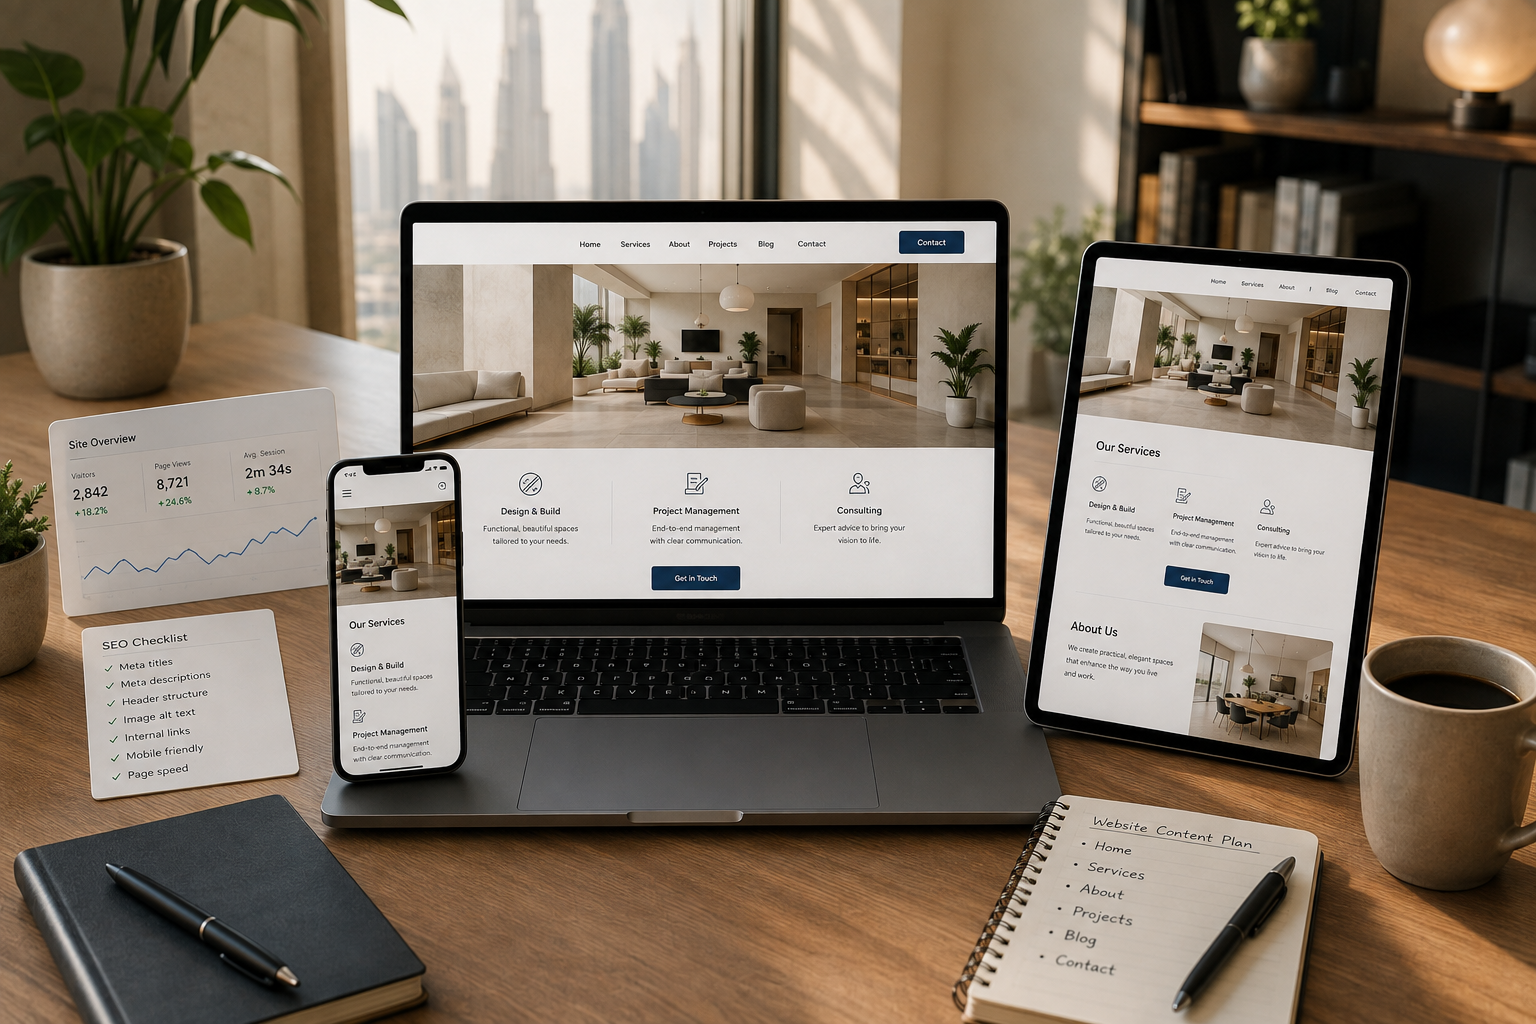 Home Services About Projects Blog Contact
Contact
Design & Build
Functional, beautiful spaces
tailored to your needs.
Project Management
End-to-end management
with clear communication.
Consulting
Expert advice to bring your
vision to life.
Get in Touch
Site Overview
Visitors
2,842
+18.2%
Page Views
8,721
+24.6%
Avg. Session
2m 34s
+8.7%
SEO Checklist
✓ Meta titles
✓ Meta descriptions
✓ Header structure
✓ Image alt text
✓ Internal links
✓ Mobile friendly
✓ Page speed
Our Services
Design & Build
Functional, beautiful spaces
tailored to your needs.
Project Management
End-to-end management
with clear communication.
Home Services About | Blog Contact
Our Services
Design & Build
Functional, beautiful spaces
tailored to your needs.
Project Management
End-to-end management
with clear communication.
Consulting
Expert advice to bring your
vision to life.
Get in Touch
About Us
We create practical, elegant spaces
that enhance the way you live
and work.
Website Content Plan
• Home
• Services
• About
• Projects
• Blog
• Contact